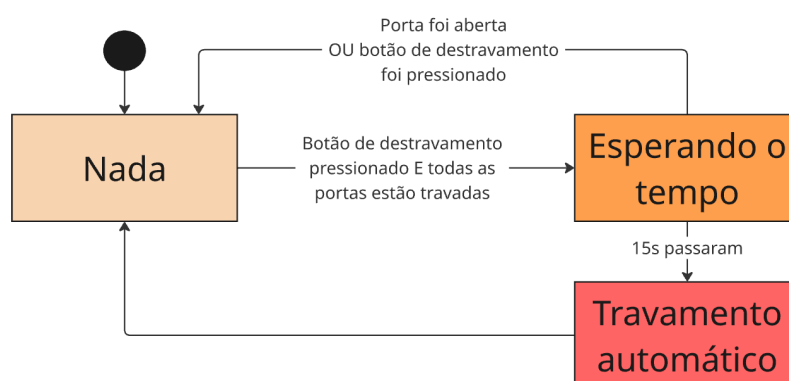 Porta foi aberta
OU botão de destravamento
foi pressionado
Nada
Botão de destravamento
pressionado E todas as
portas estão travadas
Esperando o
tempo
15s passaram
Travamento
automático